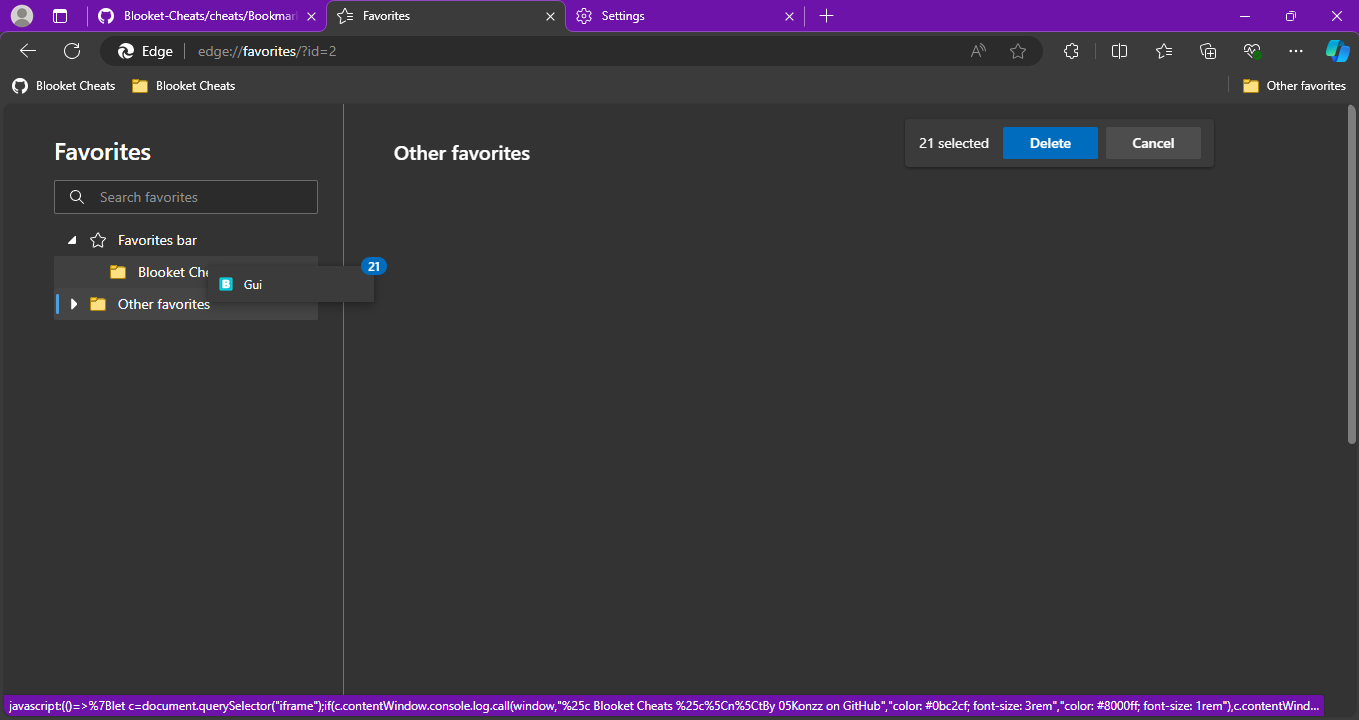 Blooket-Cheats/cheats/Bookmar
Favorites
Settings
Edge
edge://favorites/?id=2
Blooket Cheats
Blooket Cheats
Other favorites
Favorites
Other favorites
21 selected
Delete
Cancel
Search favorites
Favorites bar
Blooket Che
21
B
Gui
Other favorites
javascript:(()=>%7Blet c=document.querySelector("iframe");if(c.contentWindow.console.log.call(window,"%25c Blooket Cheats %25c%5Cn%5CtBy 05Konzz on GitHub","color: #0bc2cf; font-size: 3rem","color: #8000ff; font-size: 1rem"),c.contentWind...